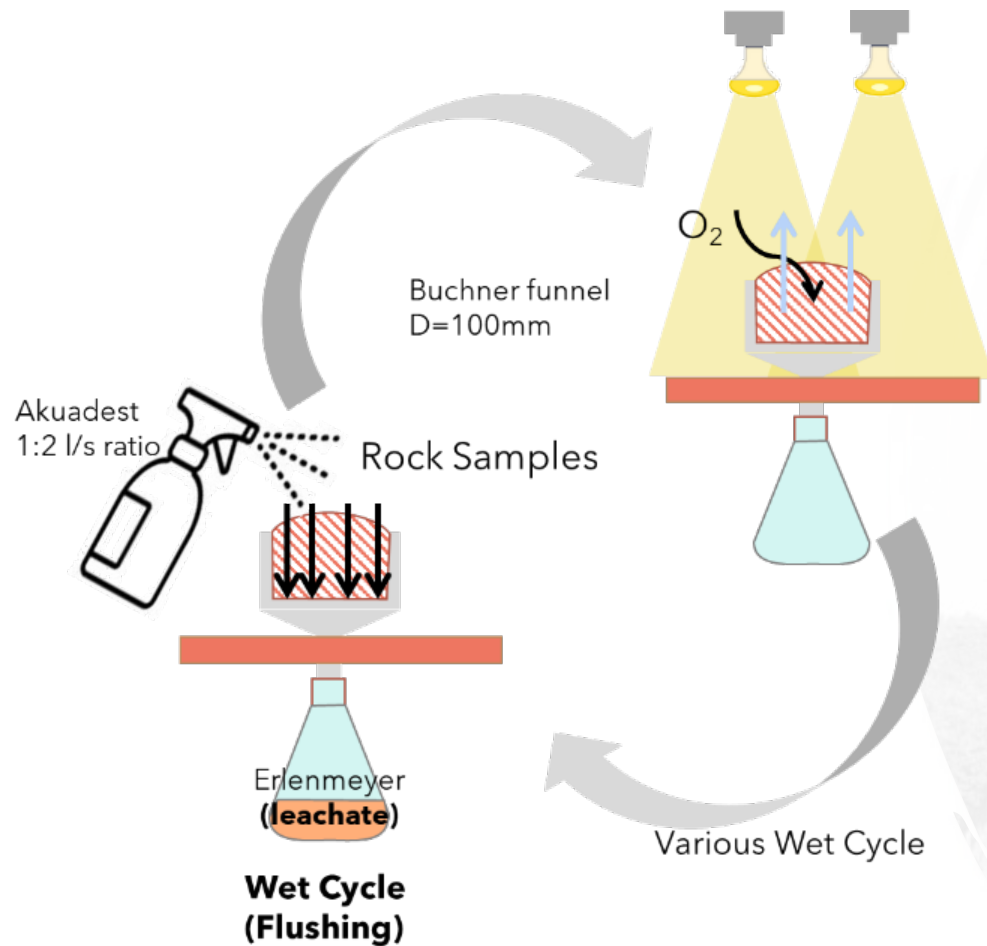 O₂
Buchner funnel
D=100mm
Akuadest
1:2 l/s ratio
Rock Samples
Erlenmeyer
(leachate)
Wet Cycle
(Flushing)
Various Wet Cycle